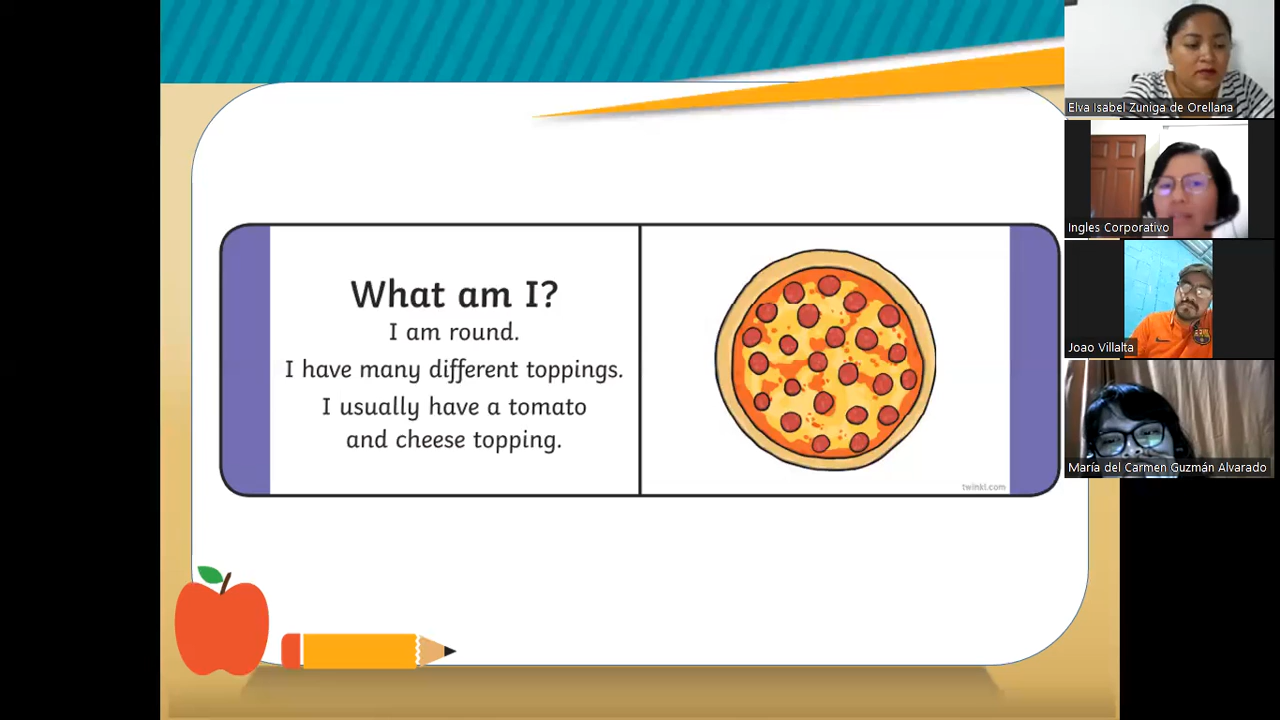 What am I?
I am round.
I have many different toppings.
I usually have a tomato
and cheese topping.
twinkl.com
Elva Isabel Zuniga de Orellana
Ingles Corporativo
Joao Villalta
María del Carmen Guzmán Alvarado